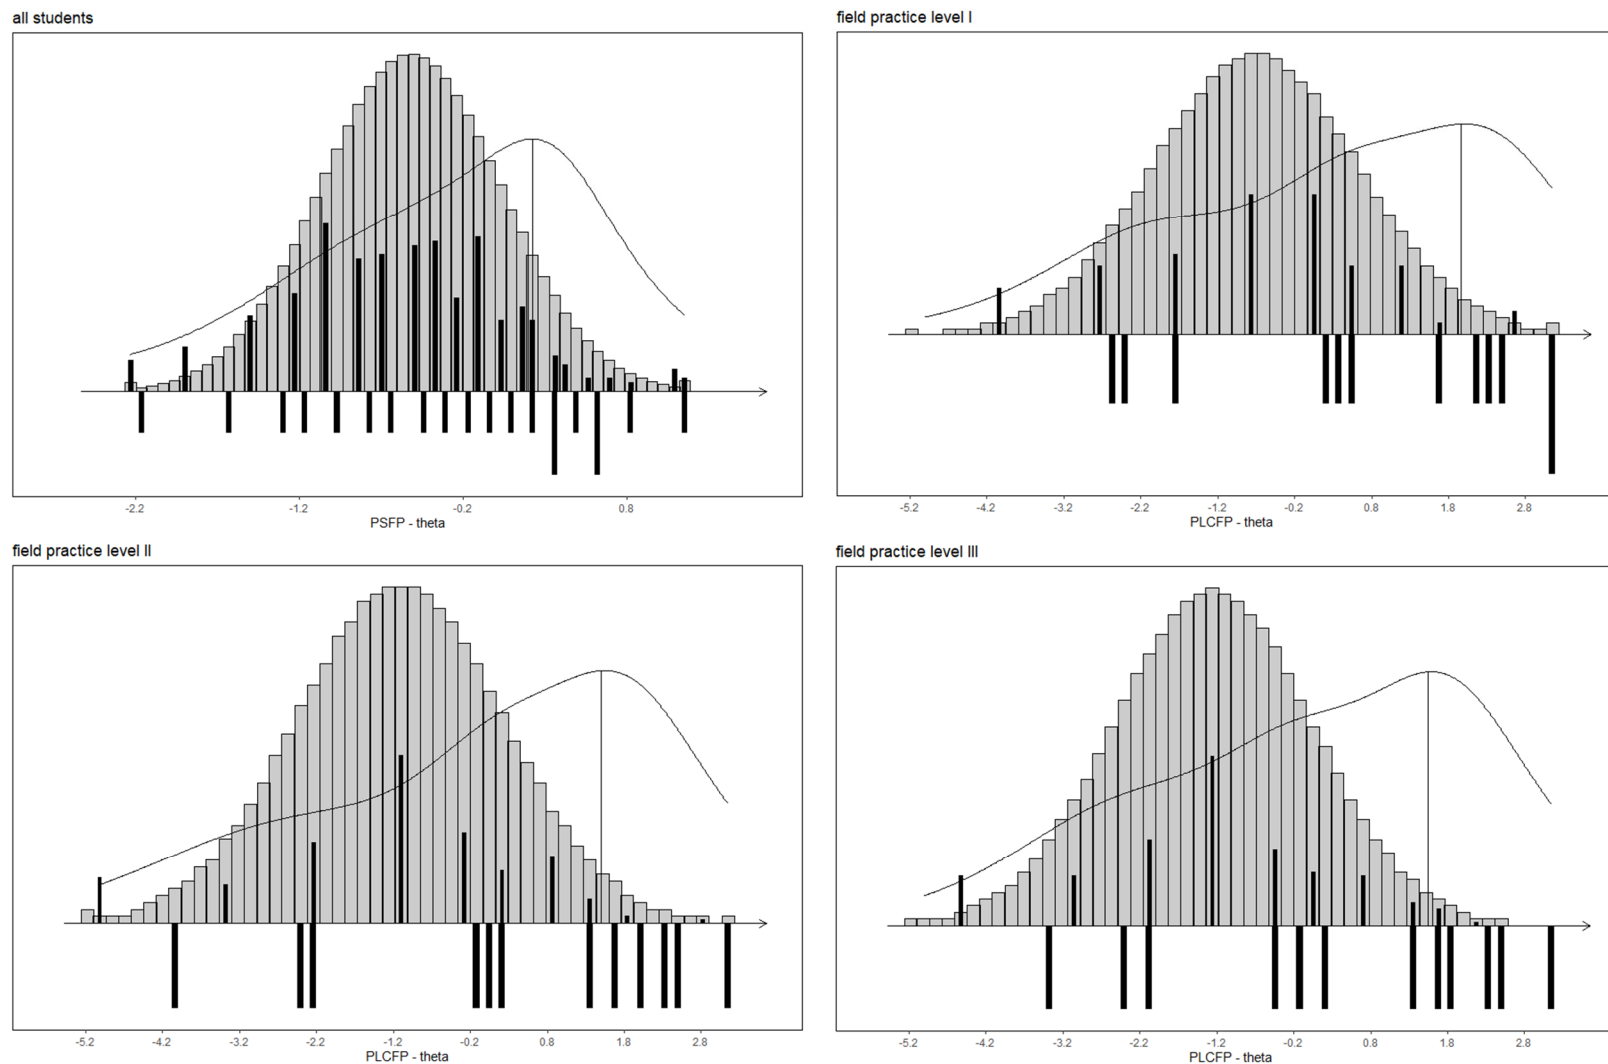 all students
field practice level I
-2.2 -1.2 -0.2 0.8
PSFP - theta
-5.2 -4.2 -3.2 -2.2 -1.2 -0.2 0.8 1.8 2.8
PLCFP - theta
field practice level II
field practice level III
-5.2 -4.2 -3.2 -2.2 -1.2 -0.2 0.8 1.8 2.8
PLCFP - theta
-5.2 -4.2 -3.2 -2.2 -1.2 -0.2 0.8 1.8 2.8
PLCFP - theta